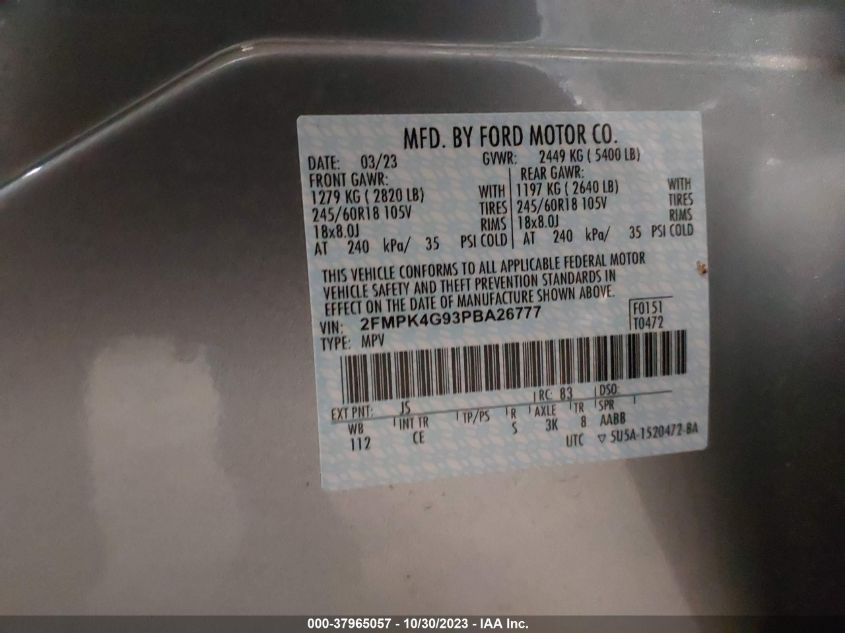 MFD. BY FORD MOTOR CO.
DATE: 03/23 GVWR: 2449 KG ( 5400 LB)
FRONT GAWR: REAR GAWR:
1279 KG ( 2820 LB) WITH 1197 KG ( 2640 LB) WITH
245/60R18 105V TIRES 245/60R18 105V TIRES
18x8.0J RIMS 18x8.0J RIMS
AT 240 kPa/ 35 PSI COLD AT 240 kPa/ 35 PSI COLD
THIS VEHICLE CONFORMS TO ALL APPLICABLE FEDERAL MOTOR
VEHICLE SAFETY AND THEFT PREVENTION STANDARDS IN
EFFECT ON THE DATE OF MANUFACTURE SHOWN ABOVE.
VIN: 2FMPK4G93PBA26777 F0151
TYPE: MPV T0472
EXT PNT: JS RC: 83 DSO:
WB INT TR TP/PS R AXLE TR SPR
112 CE S 3K 8 AABB
UTC ▽ 5U5A-1520472-BA
000-37965057 - 10/30/2023 - IAA Inc.